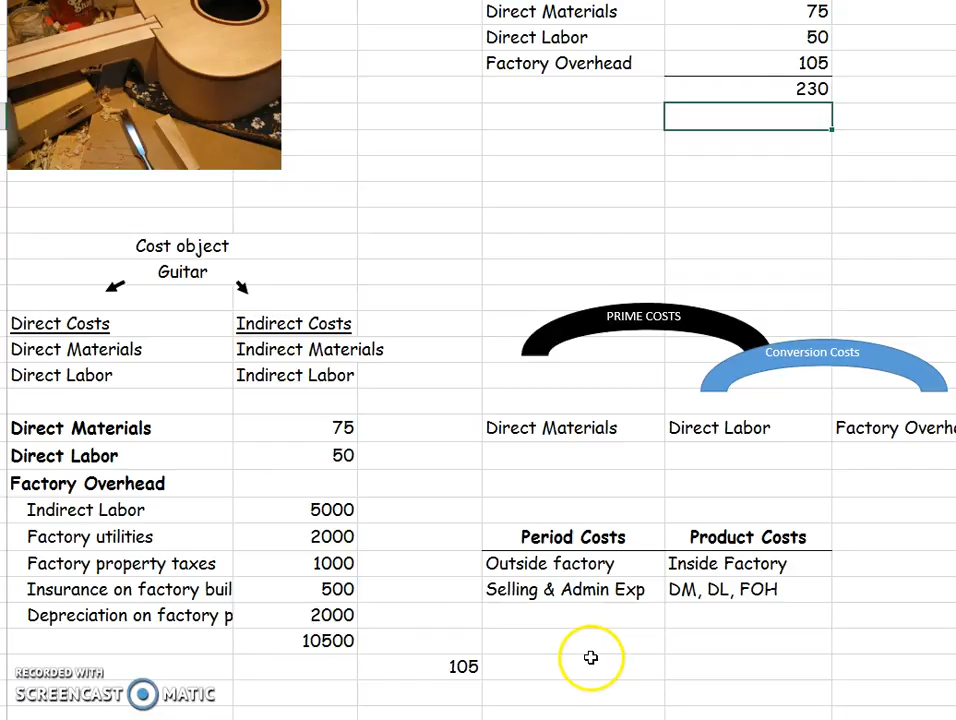 Direct Materials 75
Direct Labor 50
Factory Overhead 105
230
Cost object
Guitar
Direct Costs Indirect Costs
Direct Materials Indirect Materials
Direct Labor Indirect Labor
PRIME COSTS
Conversion Costs
Direct Materials 75
Direct Labor 50
Factory Overhead
Indirect Labor 5000
Factory utilities 2000
Factory property taxes 1000
Insurance on factory buil 500
Depreciation on factory p 2000
10500
105
Direct Materials Direct Labor Factory Overh
Period Costs Product Costs
Outside factory Inside Factory
Selling & Admin Exp DM, DL, FOH
RECORDED WITH
SCREENCAST MATIC